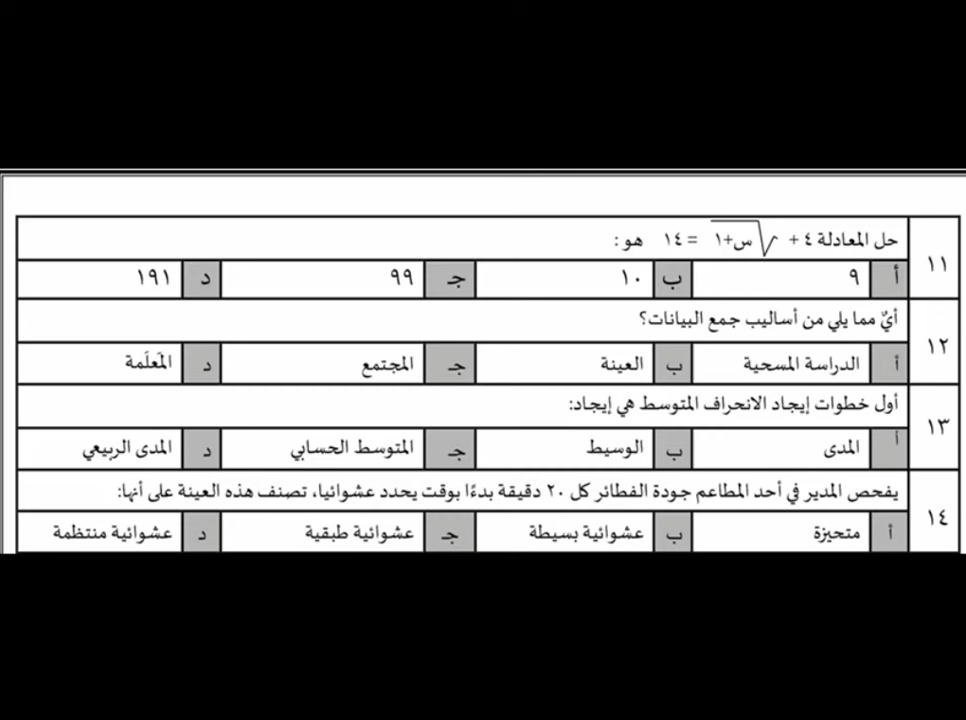 ١١ حل المعادلة ٤ + √س+١ = ١٤ هو :
أ ٩ ب ١٠ جـ ٩٩ د ١٩١
١٢ أيٌ مما يلي من أساليب جمع البيانات؟
أ الدراسة المسحية ب العينة جـ المجتمع د المَعلَمة
١٣ أول خطوات إيجاد الانحراف المتوسط هي إيجاد:
أ المدى ب الوسيط جـ المتوسط الحسابي د المدى الربيعي
١٤ يفحص المدير في أحد المطاعم جودة الفطائر كل ٢٠ دقيقة بدءًا بوقت يحدد عشوائيا، تصنف هذه العينة على أنها:
أ متحيزة ب عشوائية بسيطة جـ عشوائية طبقية د عشوائية منتظمة